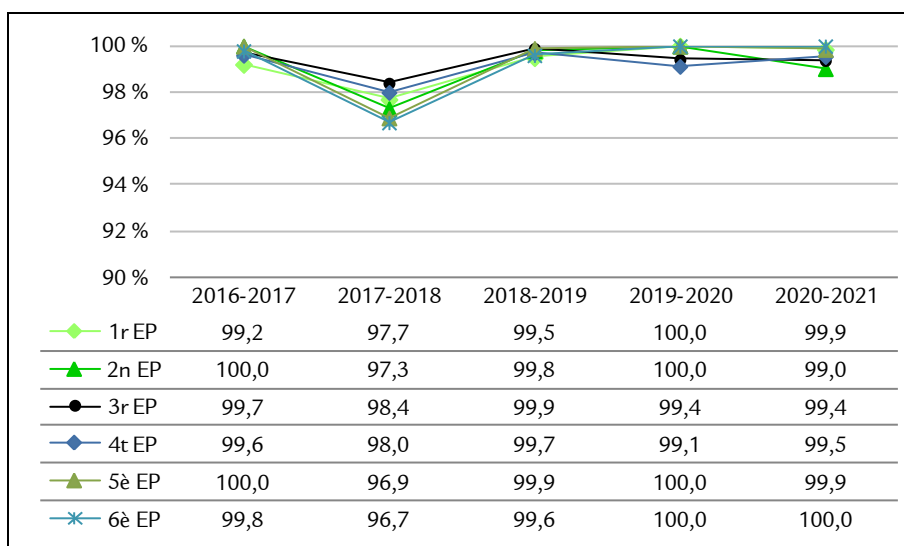 100 %
98 %
96 %
94 %
92 %
90 %
2016-2017 2017-2018 2018-2019 2019-2020 2020-2021
1r EP 99,2 97,7 99,5 100,0 99,9
2n EP 100,0 97,3 99,8 100,0 99,0
3r EP 99,7 98,4 99,9 99,4 99,4
4t EP 99,6 98,0 99,7 99,1 99,5
5è EP 100,0 96,9 99,9 100,0 99,9
6è EP 99,8 96,7 99,6 100,0 100,0